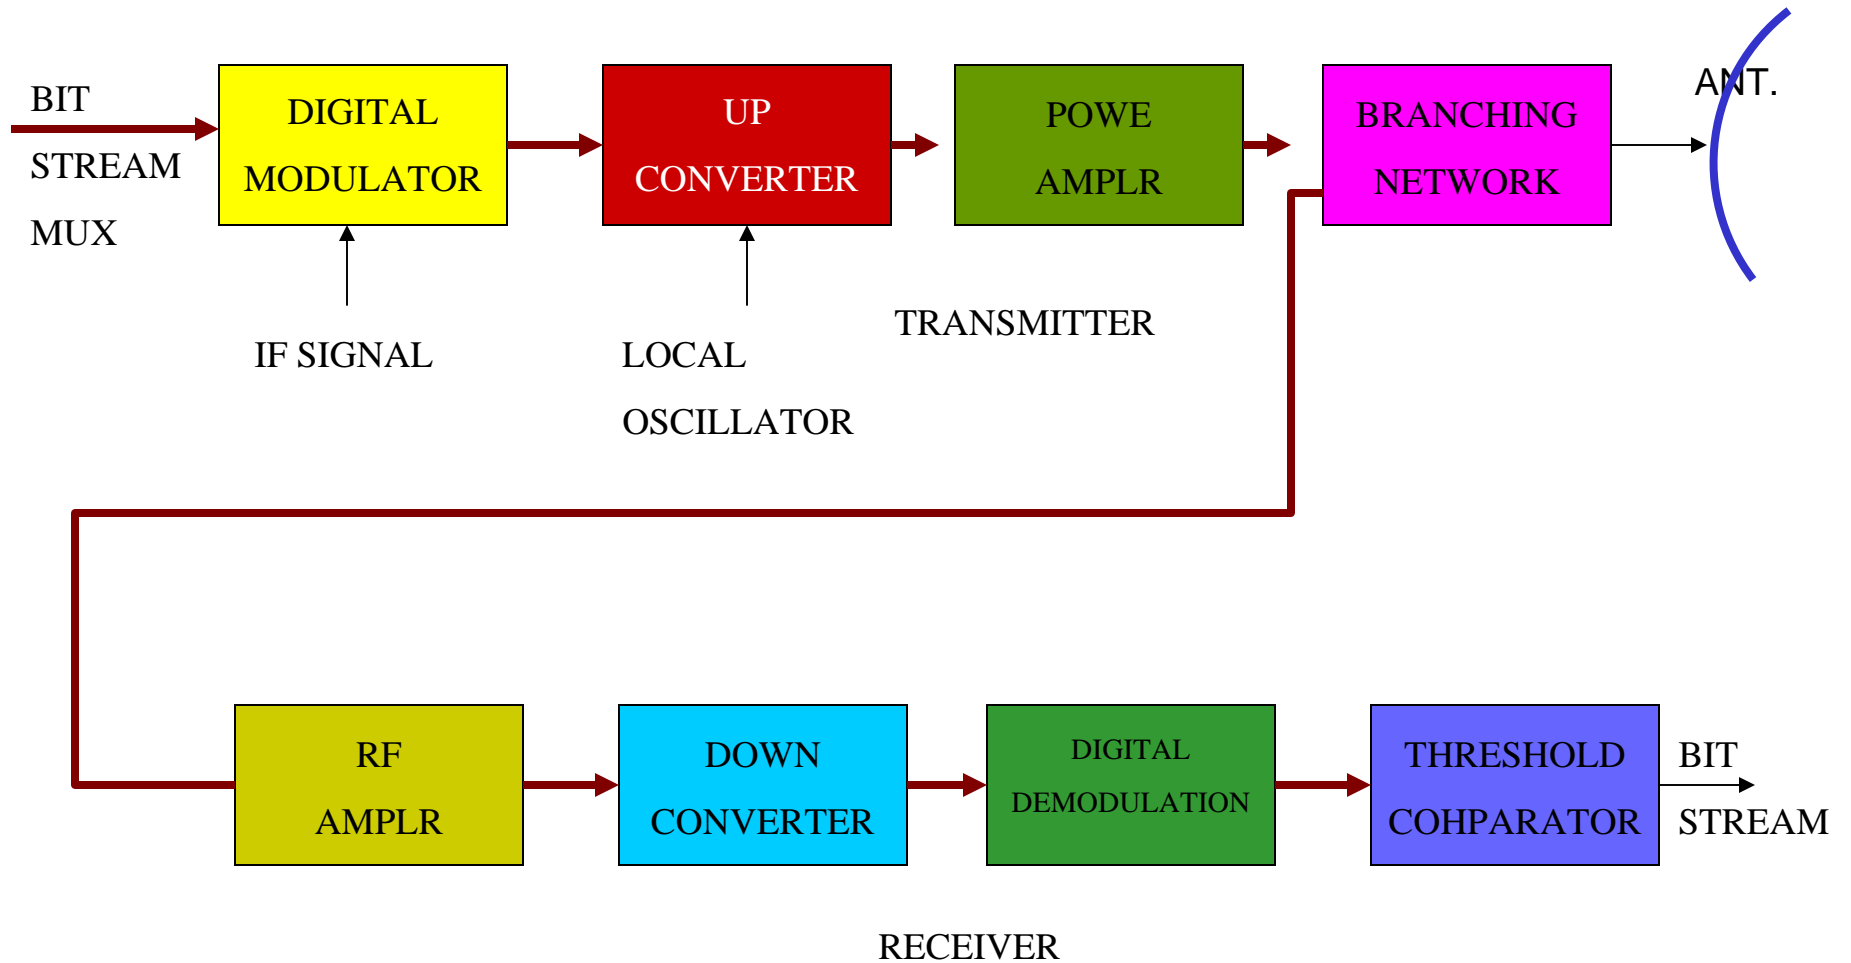 BIT
STREAM
MUX
DIGITAL
MODULATOR
UP
CONVERTER
POWE
AMPLR
BRANCHING
NETWORK
ANT.
IF SIGNAL
LOCAL
OSCILLATOR
TRANSMITTER
RF
AMPLR
DOWN
CONVERTER
DIGITAL
DEMODULATION
THRESHOLD
COHPARATOR
BIT
STREAM
RECEIVER